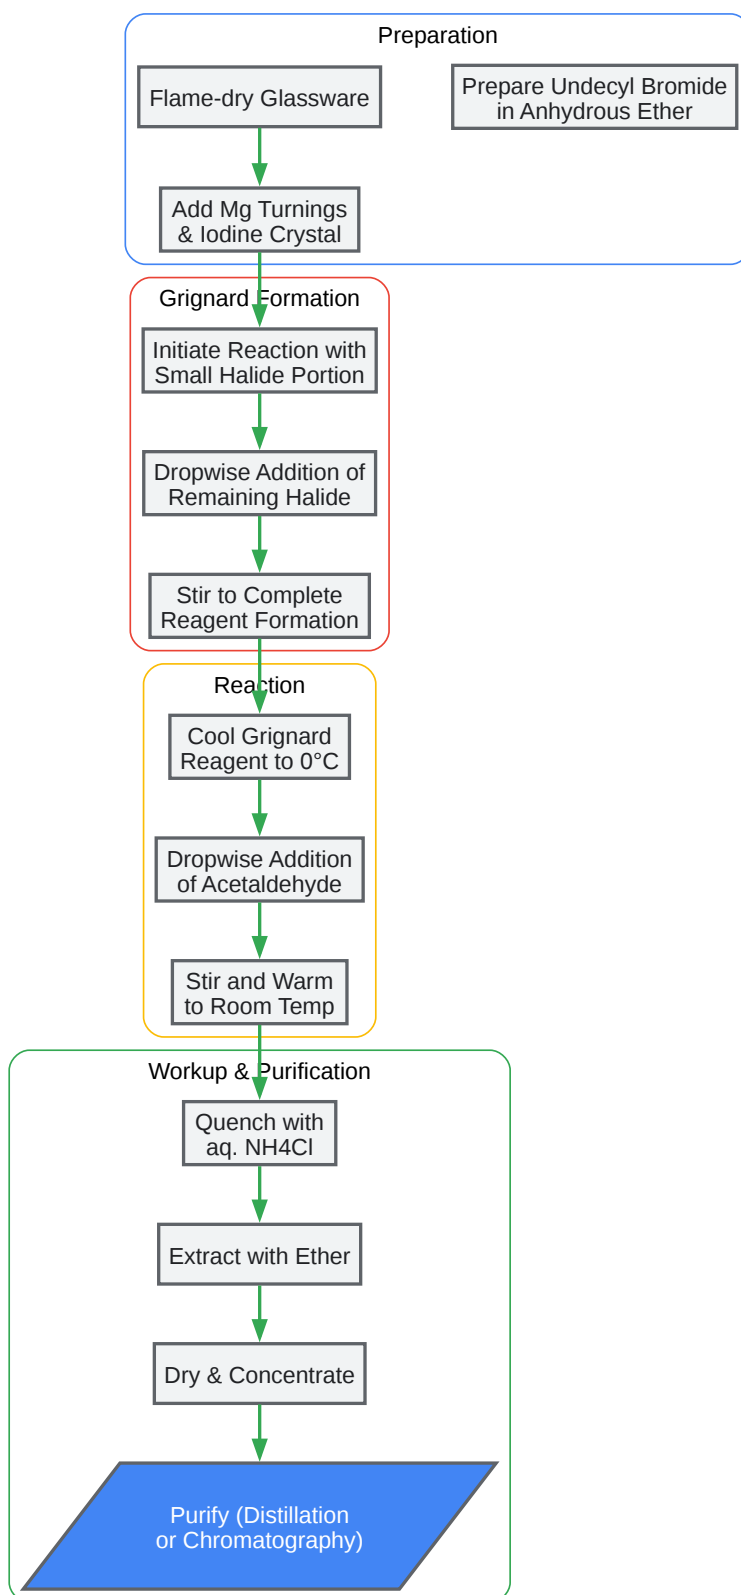 Preparation
Flame-dry Glassware
Prepare Undecyl Bromide
in Anhydrous Ether
Add Mg Turnings
& Iodine Crystal
Grignard Formation
Initiate Reaction with
Small Halide Portion
Dropwise Addition of
Remaining Halide
Stir to Complete
Reagent Formation
Reaction
Cool Grignard
Reagent to 0°C
Dropwise Addition
of Acetaldehyde
Stir and Warm
to Room Temp
Workup & Purification
Quench with
aq. NH4Cl
Extract with Ether
Dry & Concentrate
Purify (Distillation
or Chromatography)